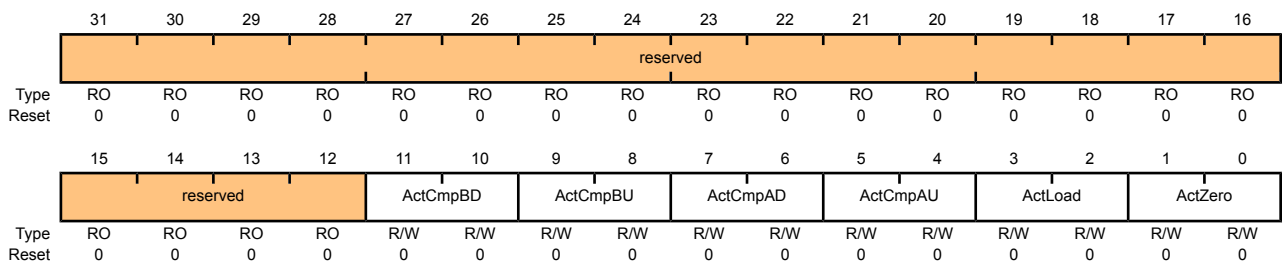 31 30 29 28 27 26 25 24 23 22 21 20 19 18 17 16
reserved
Type RO RO RO RO RO RO RO RO RO RO RO RO RO RO RO RO
Reset 0 0 0 0 0 0 0 0 0 0 0 0 0 0 0 0
15 14 13 12 11 10 9 8 7 6 5 4 3 2 1 0
reserved ActCmpBD ActCmpBU ActCmpAD ActCmpAU ActLoad ActZero
Type RO RO RO RO R/W R/W R/W R/W R/W R/W R/W R/W R/W R/W R/W R/W
Reset 0 0 0 0 0 0 0 0 0 0 0 0 0 0 0 0